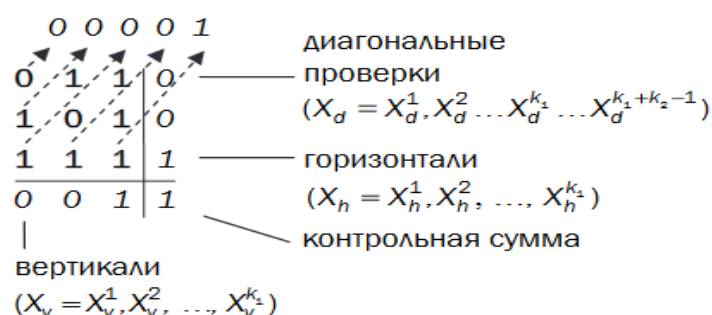 0 0 0 0 1
диагональные
0 1 1 0
проверки
(X_d = X_d^1, X_d^2 ... X_d^{k_1} ... X_d^{k_1+k_2-1})
1 0 1 0
1 1 1 1
горизонтали
0 0 1 1
(X_h = X_h^1, X_h^2, ..., X_h^{k_2})
контрольная сумма
вертикали
(X_v = X_v^1, X_v^2, ..., X_v^{k_1})